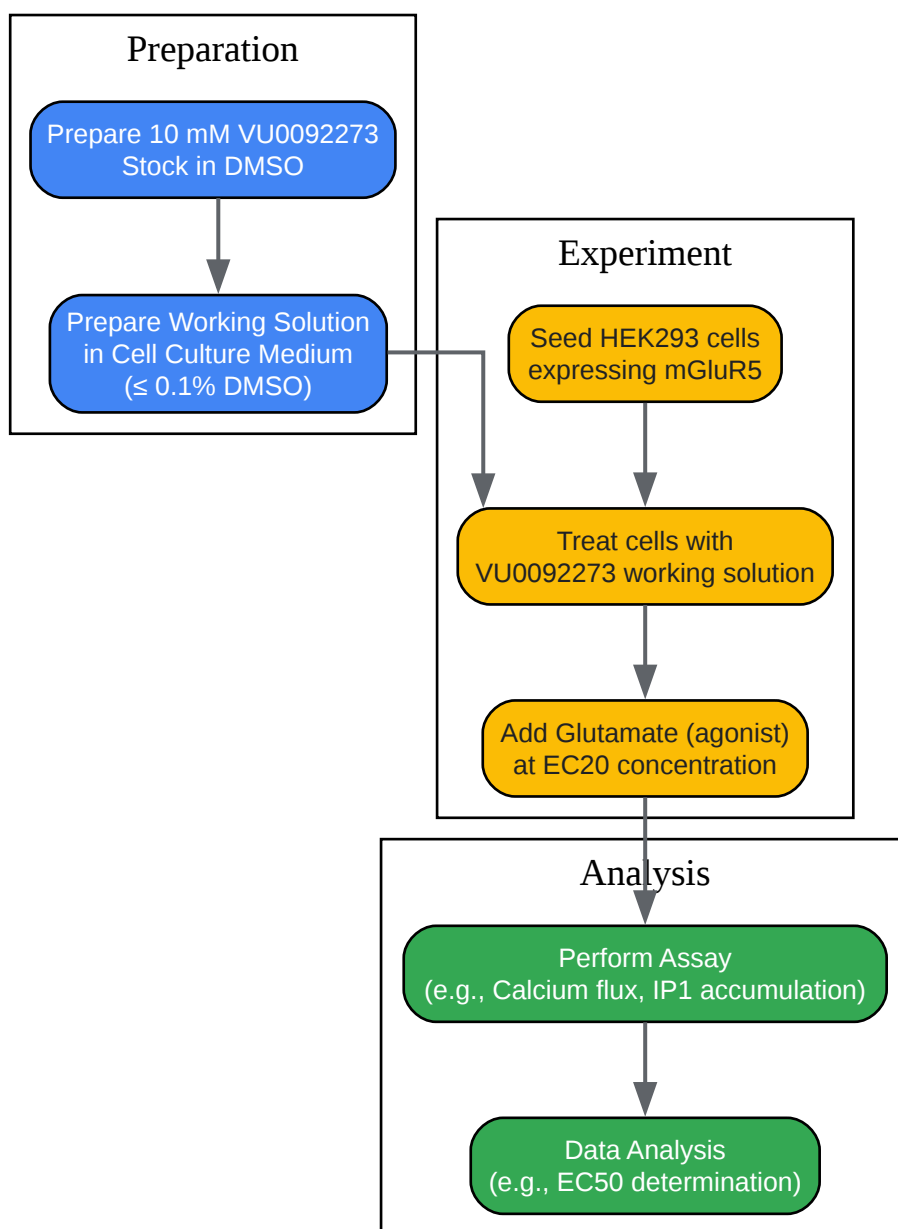 Preparation
Prepare 10 mM VU0092273
Stock in DMSO
Prepare Working Solution
in Cell Culture Medium
(≤ 0.1% DMSO)
Experiment
Seed HEK293 cells
expressing mGluR5
Treat cells with
VU0092273 working solution
Add Glutamate (agonist)
at EC20 concentration
Analysis
Perform Assay
(e.g., Calcium flux, IP1 accumulation)
Data Analysis
(e.g., EC50 determination)